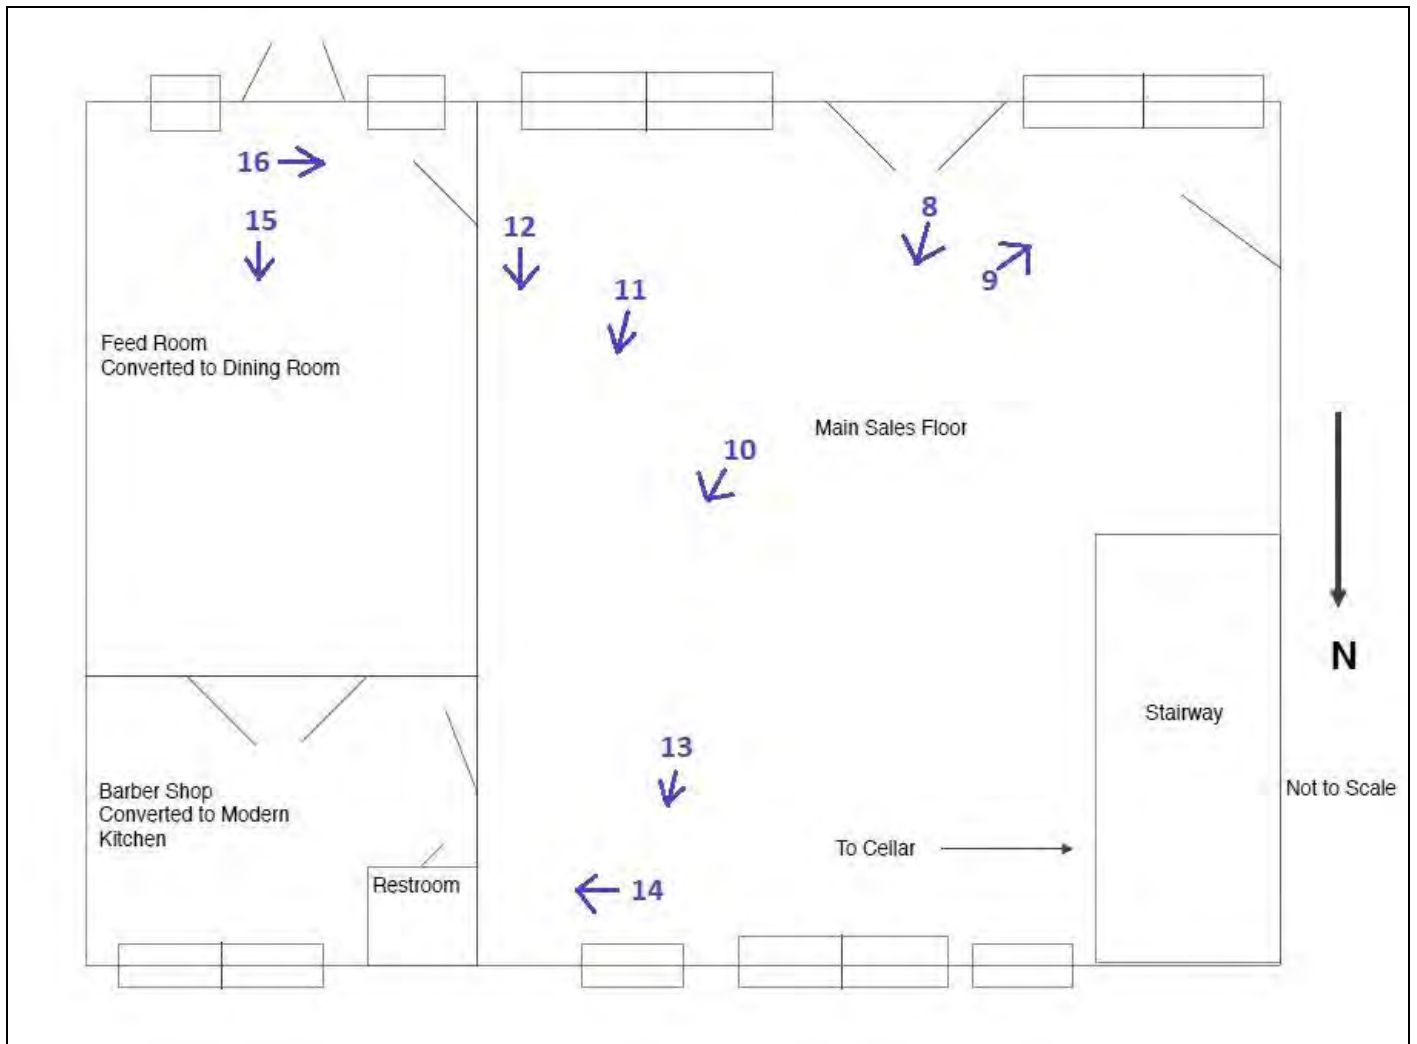 16
15
12
8
9
11
Feed Room
Converted to Dining Room
Main Sales Floor
10
N
Stairway
13
Barber Shop
Converted to Modern
Kitchen
Not to Scale
To Cellar
Restroom
14